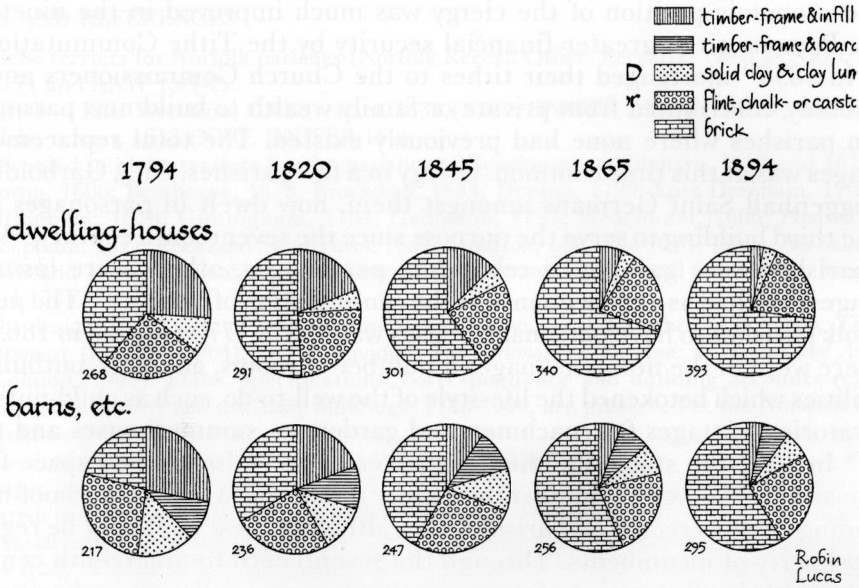 timber-frame & infill
timber-frame & boarc
D solid clay & clay lun
flint, chalk- or carstc
brick
1794 1820 1845 1865 1894
dwelling-houses
268 291 301 340 393
barns, etc.
217 236 247 256 295
Robin
Lucas